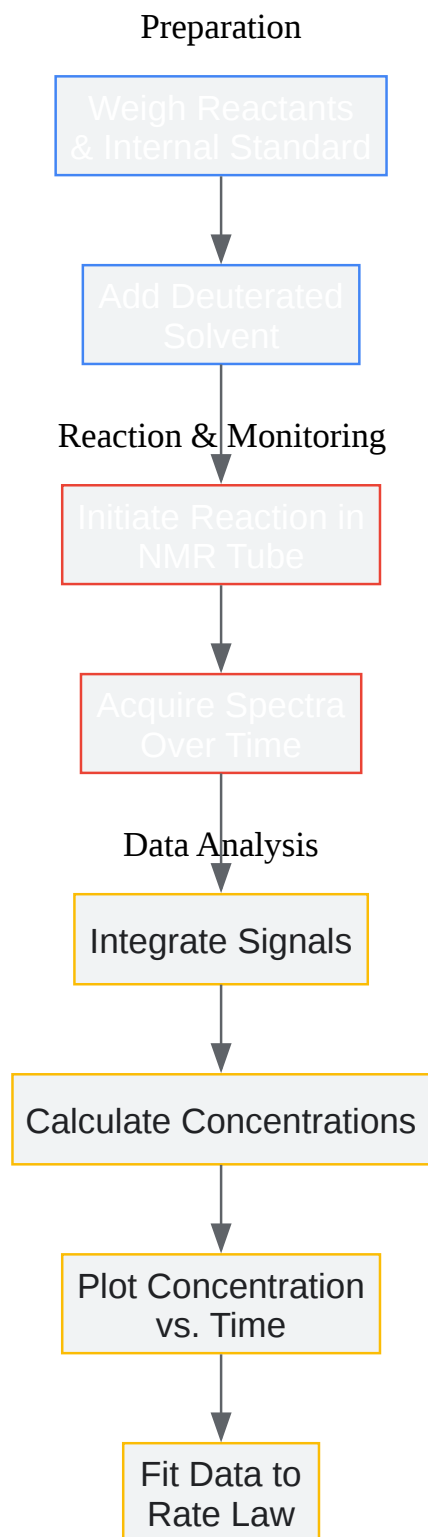 Preparation
Weigh Reactants
& Internal Standard
Add Deuterated
Solvent
Reaction & Monitoring
Initiate Reaction in
NMR Tube
Acquire Spectra
Over Time
Data Analysis
Integrate Signals
Calculate Concentrations
Plot Concentration
vs. Time
Fit Data to
Rate Law